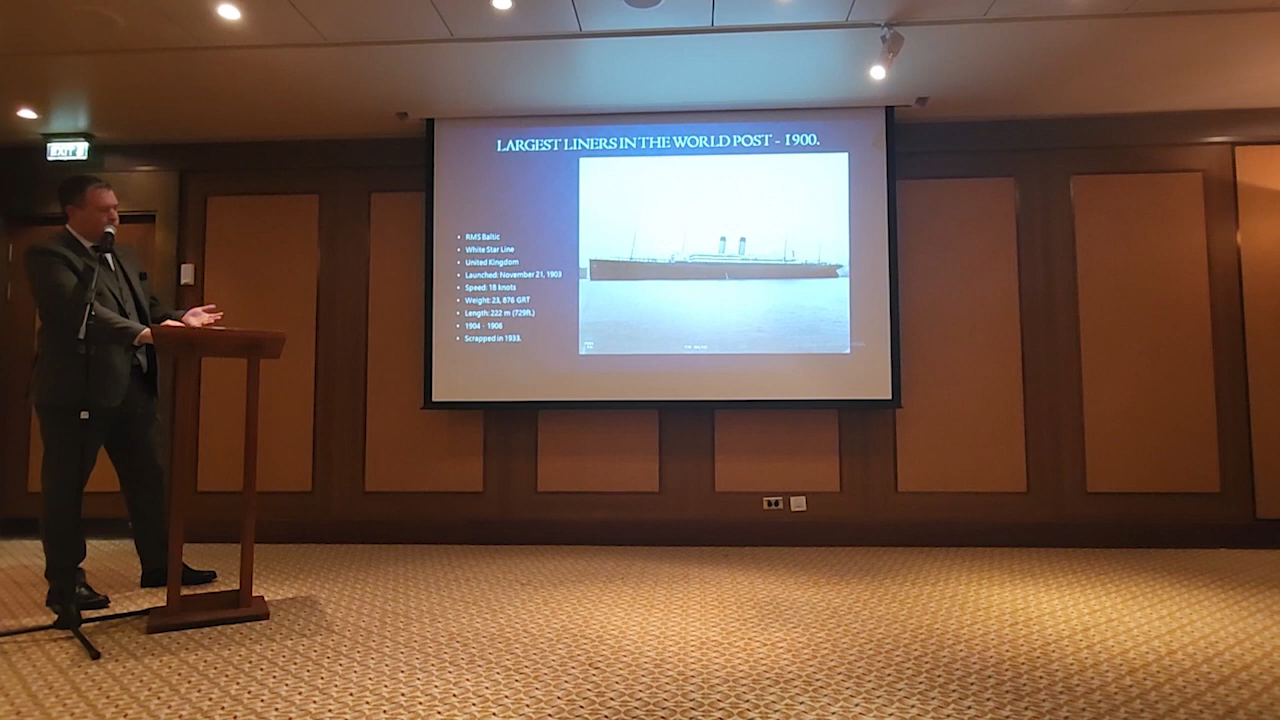 EXIT
LARGEST LINERS IN THE WORLD POST - 1900.
• RMS Baltic
• White Star Line
• United Kingdom
• Launched: November 21, 1903
• Speed: 18 knots
• Weight: 23, 876 GRT
• Length: 222 m (729ft.)
• 1904 - 1906
• Scrapped in 1933.